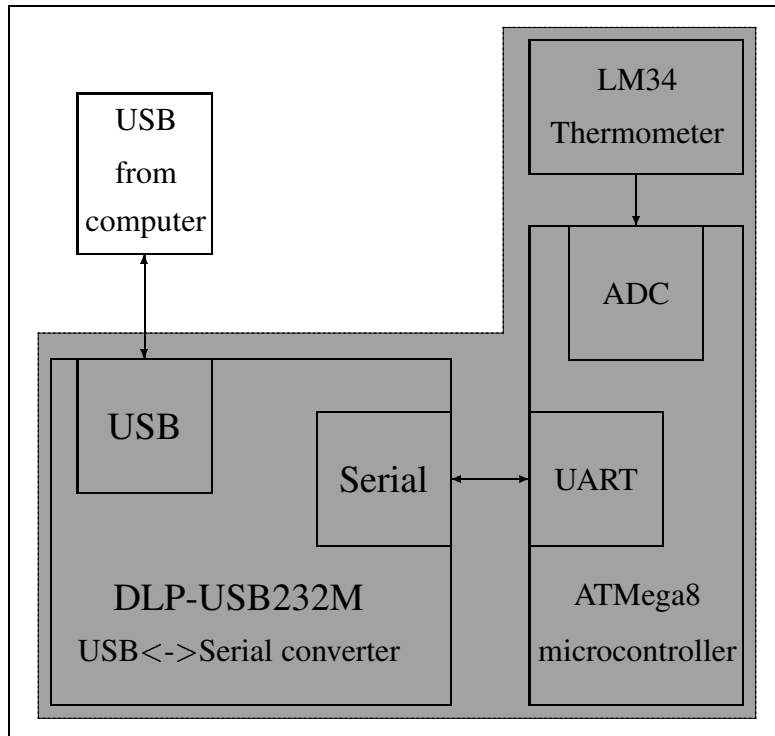 LM34
Thermometer
USB
from
computer
ADC
USB
Serial
UART
DLP-USB232M
USB<->Serial converter
ATMega8
microcontroller